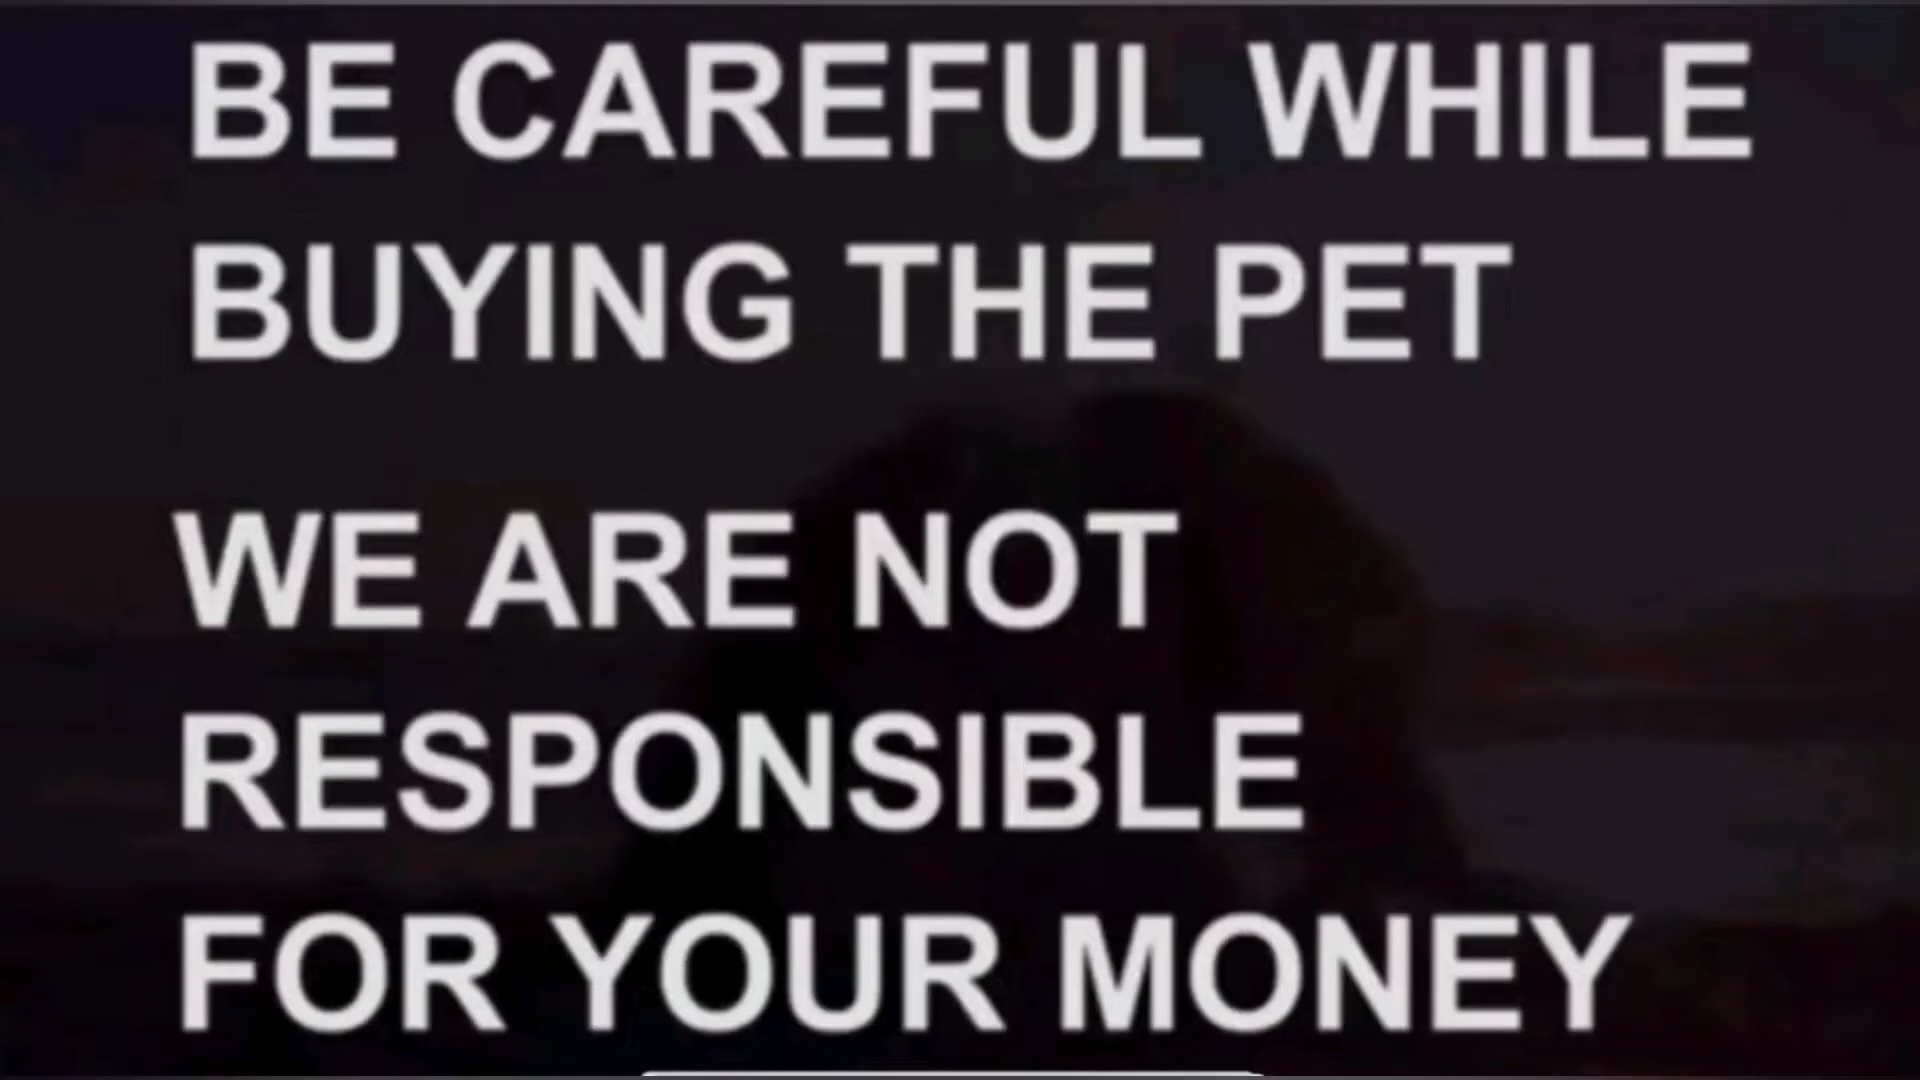 BE CAREFUL WHILE
BUYING THE PET
WE ARE NOT
RESPONSIBLE
FOR YOUR MONEY